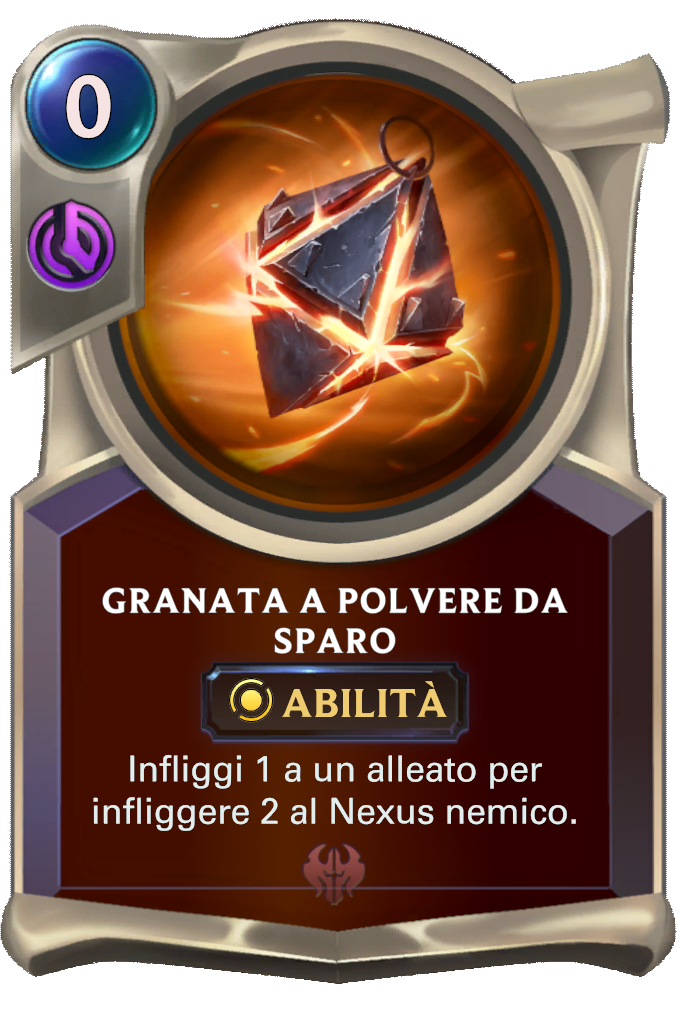 0
GRANATA A POLVERE DA
SPARO
ABILITÀ
Infliggi 1 a un alleato per
infliggere 2 al Nexus nemico.